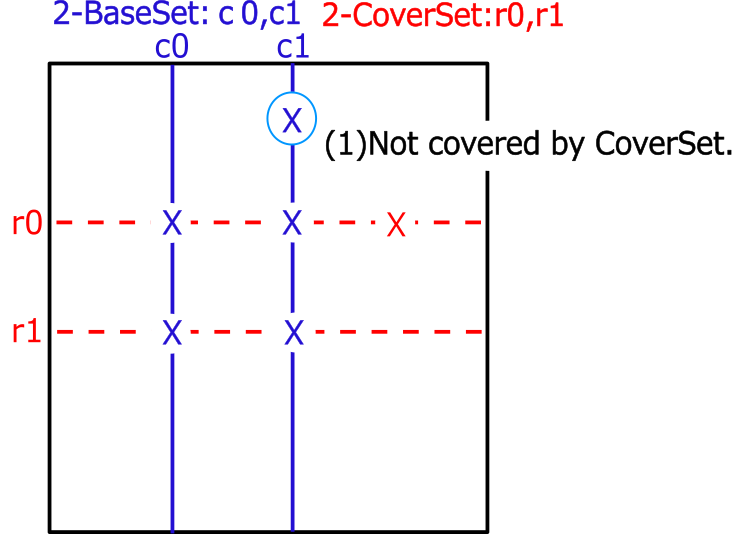 2-BaseSet: c 0,c1 2-CoverSet:r0,r1
c0 c1
X
(1)Not covered by CoverSet.
r0 X X X
r1 X X